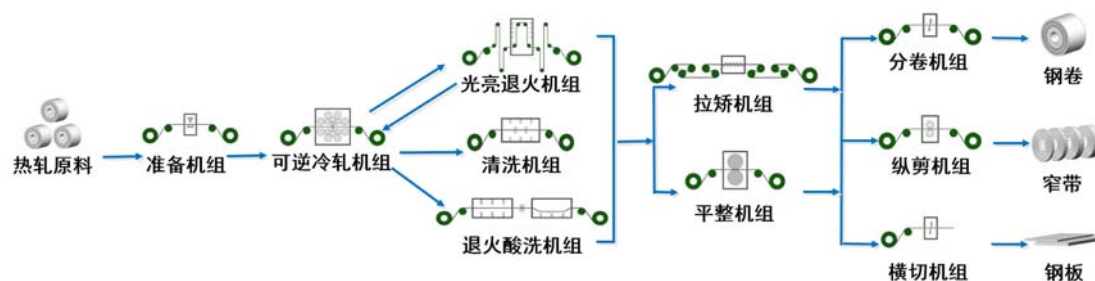 热轧原料
准备机组
可逆冷轧机组
光亮退火机组
清洗机组
退火酸洗机组
拉矫机组
平整机组
分卷机组
钢卷
纵剪机组
窄带
横切机组
钢板